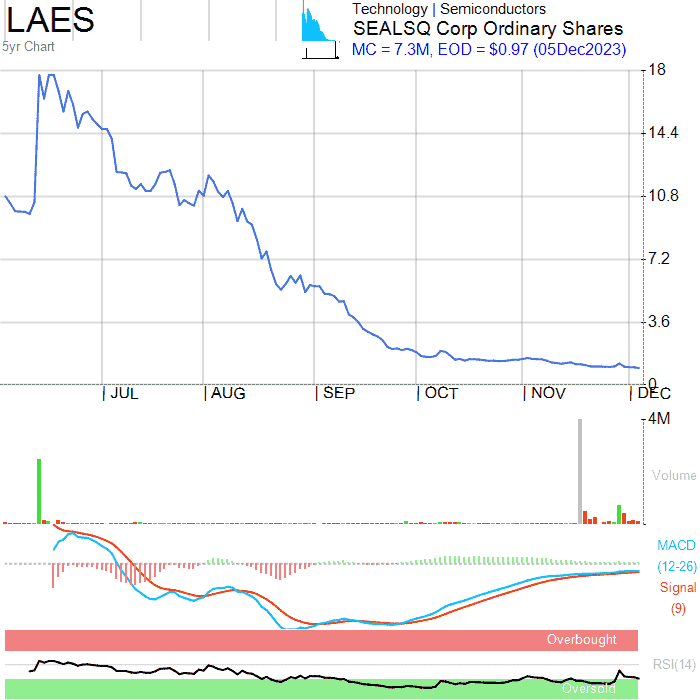 LAES
5yr Chart
Technology | Semiconductors
SEALSQ Corp Ordinary Shares
MC = 7.3M, EOD = $0.97 (05Dec2023)
18
14.4
10.8
7.2
3.6
0
JUL AUG SEP OCT NOV DEC
4M
Volume
MACD
(12-26)
Signal
(9)
Overbought
RSI(14)
Oversold